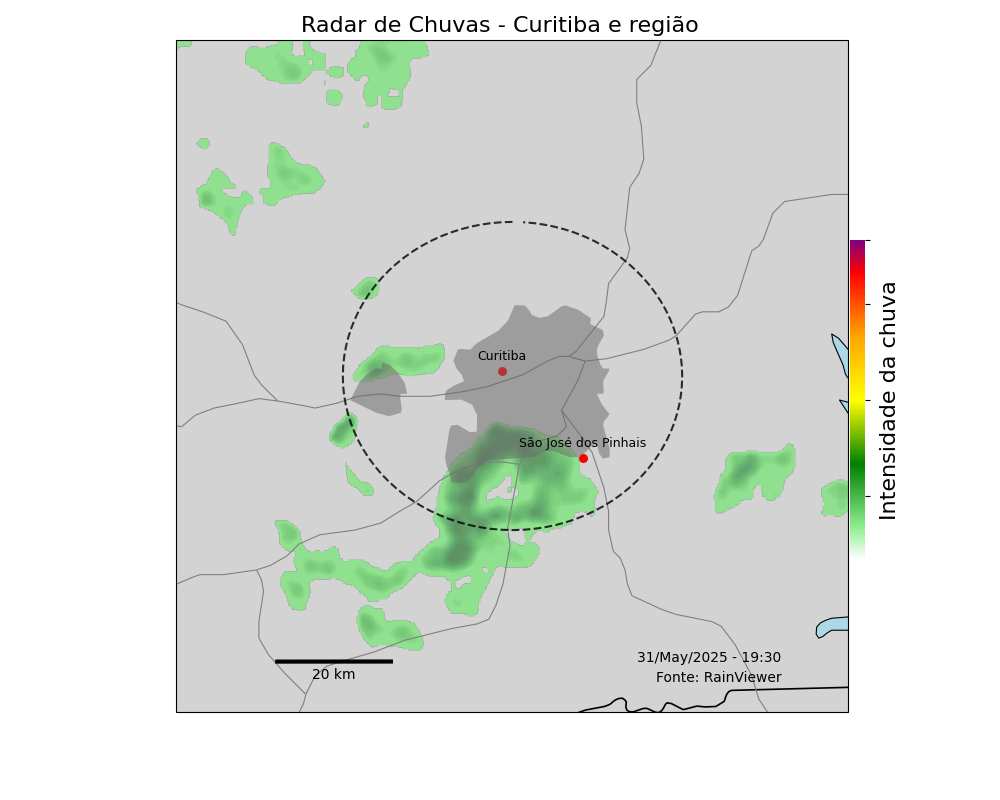 Radar de Chuvas - Curitiba e região
Curitiba
São José dos Pinhais
Intensidade da chuva
31/May/2025 - 19:30
Fonte: RainViewer
20 km